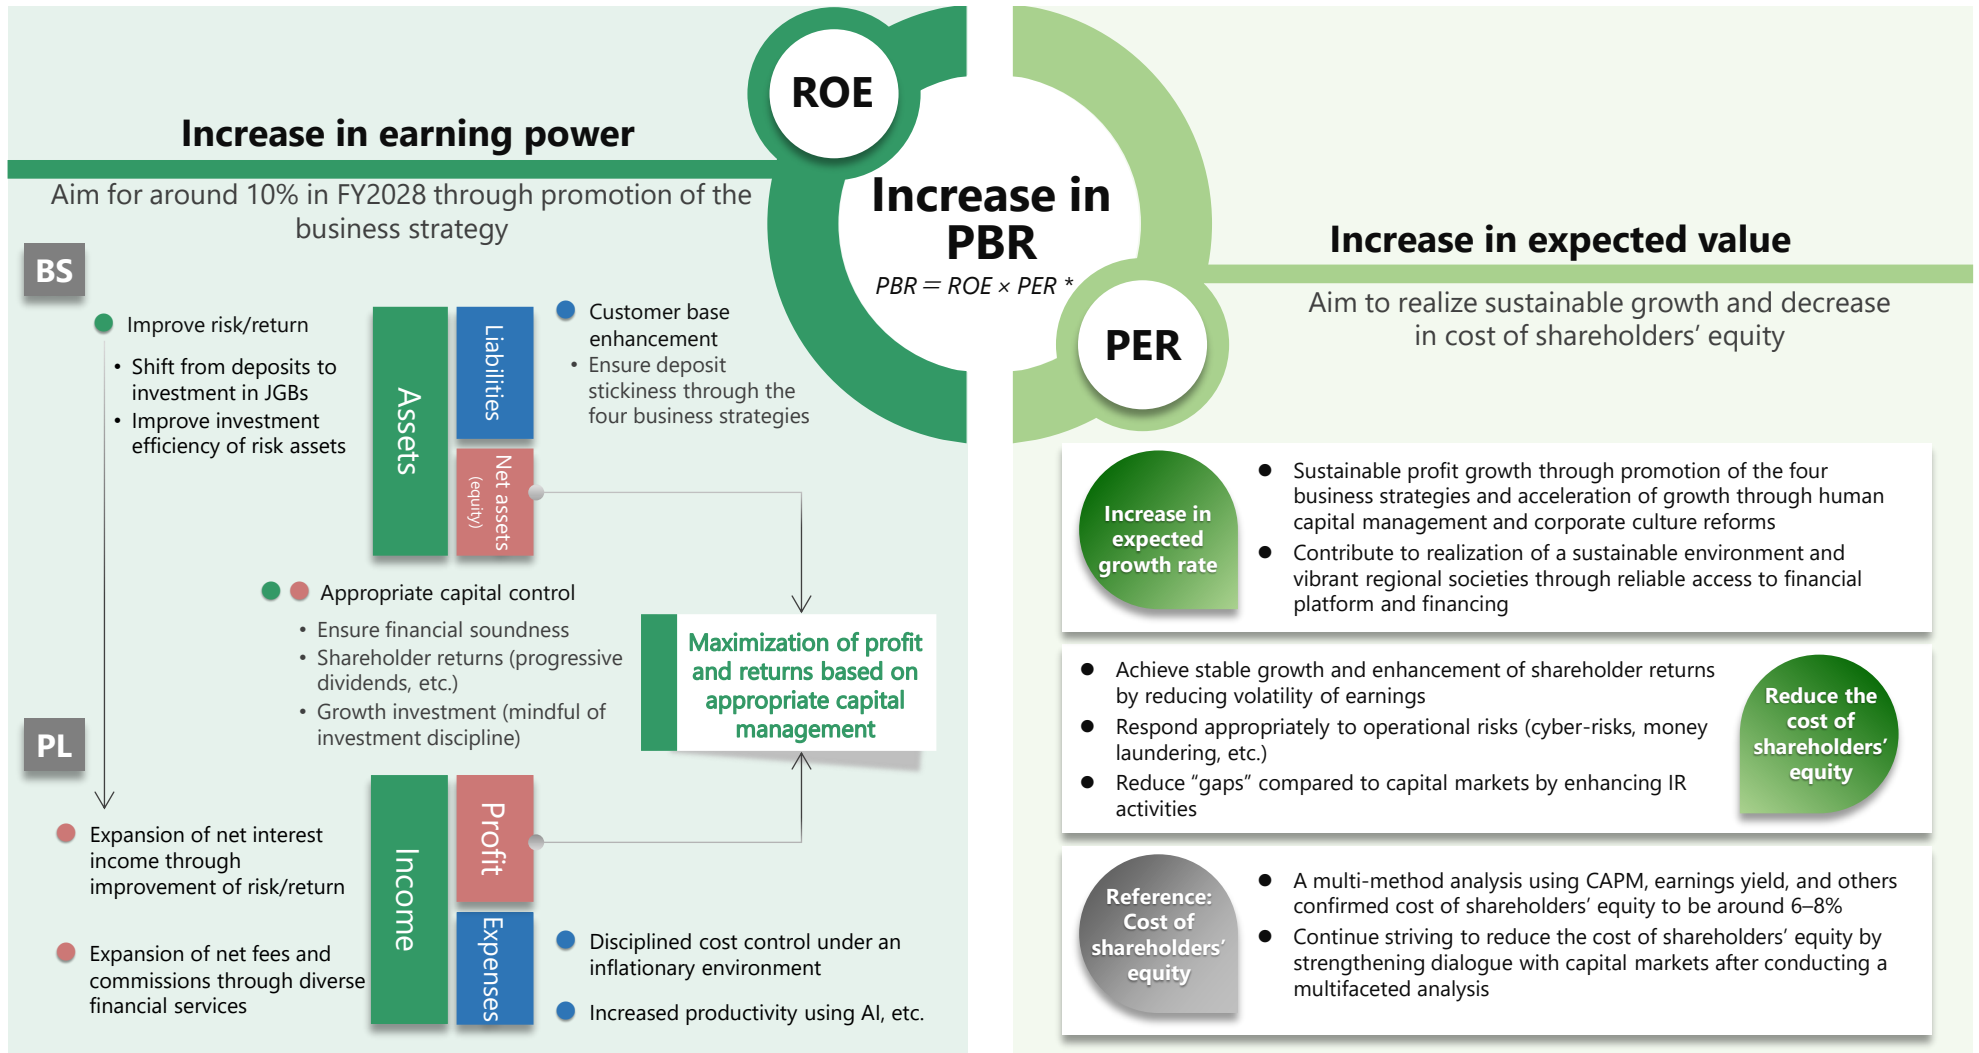 ROE
Increase in earning power
Aim for around 10% in FY2028 through promotion of the
business strategy
Increase in
PBR
PBR＝ROE × PER *
PER
Increase in expected value
Aim to realize sustainable growth and decrease
in cost of shareholders’ equity
BS
Improve risk/return
• Shift from deposits to
investment in JGBs
• Improve investment
efficiency of risk assets
Assets
Liabilities
Net assets
(equity)
Customer base
enhancement
• Ensure deposit
stickiness through the
four business strategies
Appropriate capital control
• Ensure financial soundness
• Shareholder returns (progressive
dividends, etc.)
• Growth investment (mindful of
investment discipline)
Maximization of profit
and returns based on
appropriate capital
management
PL
Expansion of net interest
income through
improvement of risk/return
Expansion of net fees and
commissions through diverse
financial services
Income
Profit
Expenses
Disciplined cost control under an
inflationary environment
Increased productivity using AI, etc.
Increase in
expected
growth rate
● Sustainable profit growth through promotion of the four
business strategies and acceleration of growth through human
capital management and corporate culture reforms
● Contribute to realization of a sustainable environment and
vibrant regional societies through reliable access to financial
platform and financing
● Achieve stable growth and enhancement of shareholder returns
by reducing volatility of earnings
● Respond appropriately to operational risks (cyber-risks, money
laundering, etc.)
● Reduce “gaps” compared to capital markets by enhancing IR
activities
Reduce the
cost of
shareholders’
equity
Reference:
Cost of
shareholders’
equity
● A multi-method analysis using CAPM, earnings yield, and others
confirmed cost of shareholders’ equity to be around 6–8%
● Continue striving to reduce the cost of shareholders’ equity by
strengthening dialogue with capital markets after conducting a
multifaceted analysis